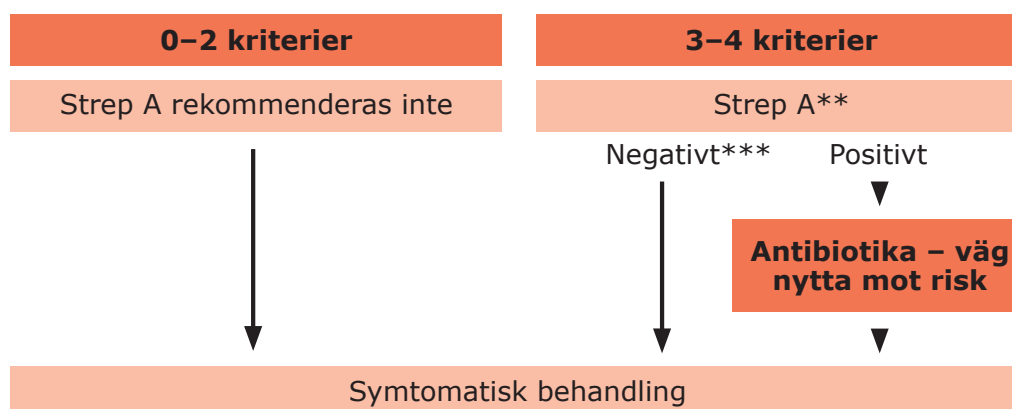 0–2 kriterier
Strep A rekommenderas inte
3–4 kriterier
Strep A**
Negativt***
Positivt
Antibiotika – väg
nytta mot risk
Symtomatisk behandling